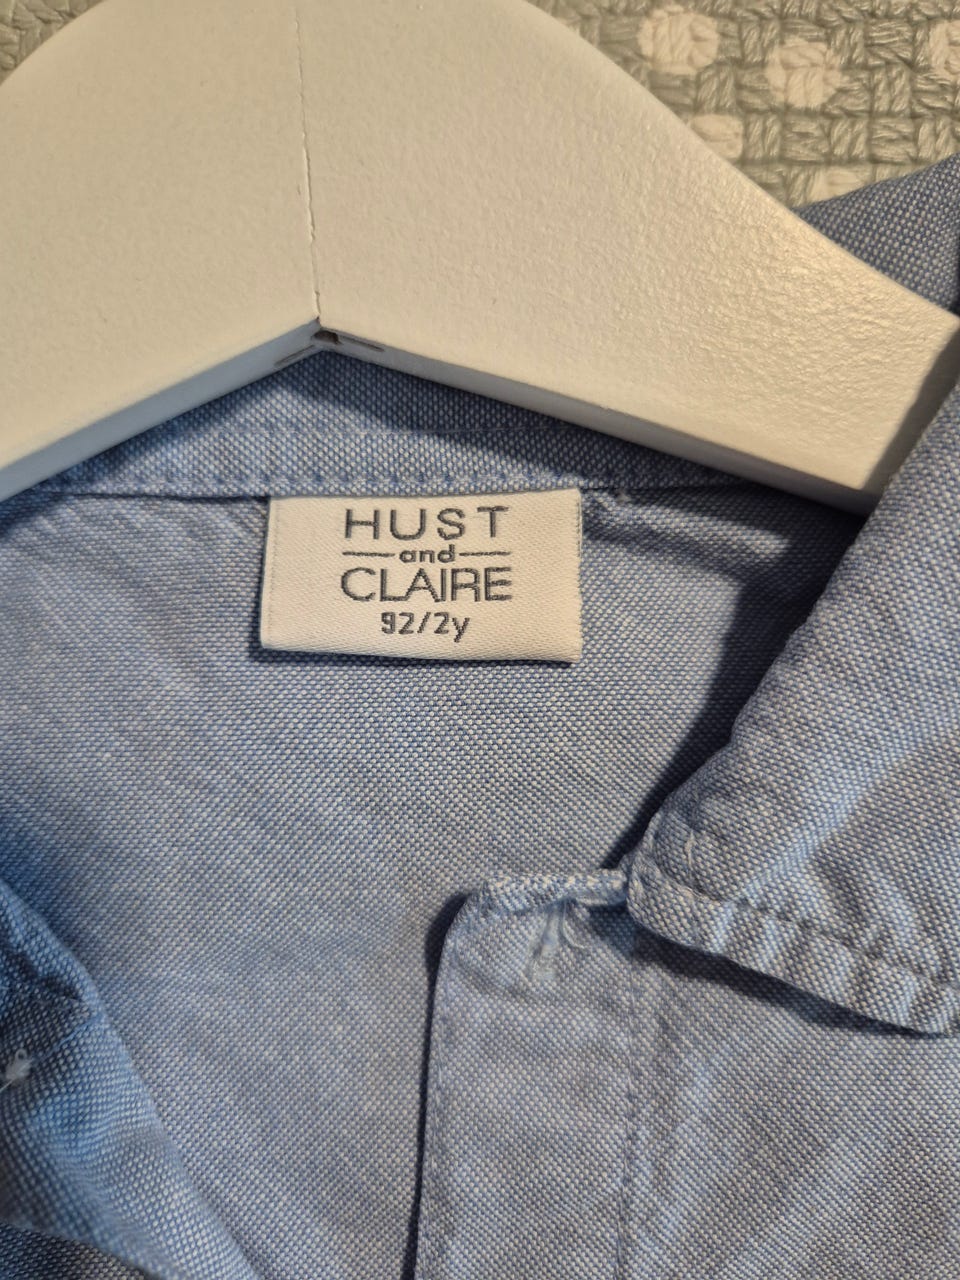 HUST
and
CLAIRE
92/2y